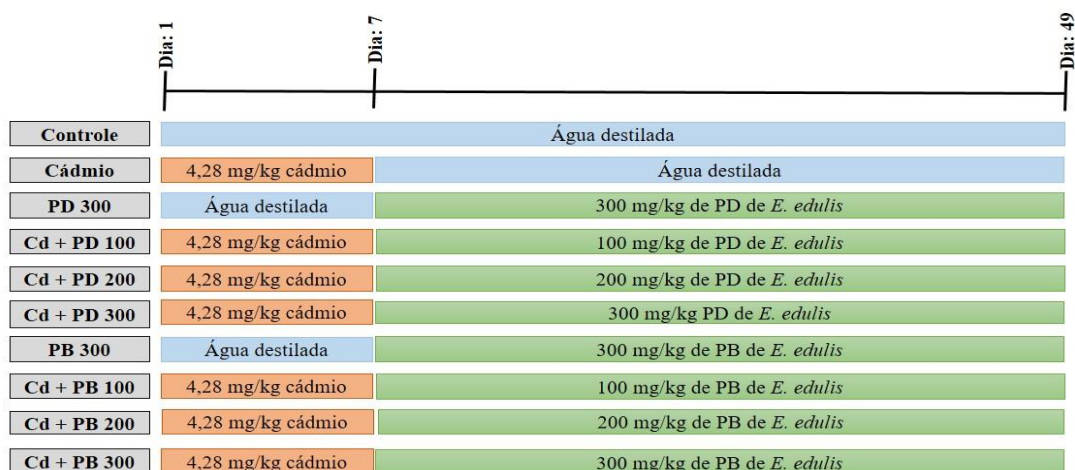 Dia: 1
Dia: 7
Dia: 49
Controle
Água destilada
Cádmio
4,28 mg/kg cádmio
Água destilada
PD 300
Água destilada
300 mg/kg de PD de E. edulis
Cd + PD 100
4,28 mg/kg cádmio
100 mg/kg de PD de E. edulis
Cd + PD 200
4,28 mg/kg cádmio
200 mg/kg de PD de E. edulis
Cd + PD 300
4,28 mg/kg cádmio
300 mg/kg PD de E. edulis
PB 300
Água destilada
300 mg/kg de PB de E. edulis
Cd + PB 100
4,28 mg/kg cádmio
100 mg/kg de PB de E. edulis
Cd + PB 200
4,28 mg/kg cádmio
200 mg/kg de PB de E. edulis
Cd + PB 300
4,28 mg/kg cádmio
300 mg/kg de PB de E. edulis